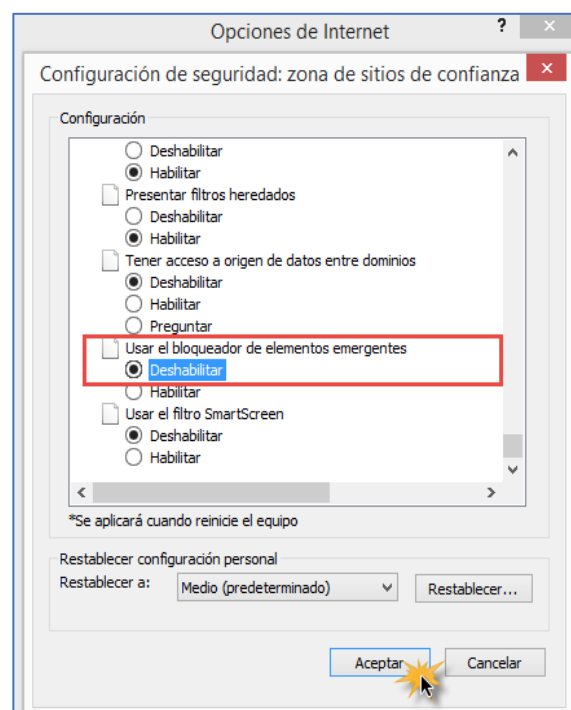 Opciones de Internet
?
Configuración de seguridad: zona de sitios de confianza
Configuración
Deshabilitar
Habilitar
Presentar filtros heredados
Deshabilitar
Habilitar
Tener acceso a origen de datos entre dominios
Deshabilitar
Habilitar
Preguntar
Usar el bloqueador de elementos emergentes
Deshabilitar
Habilitar
Usar el filtro SmartScreen
Deshabilitar
Habilitar
*Se aplicará cuando reinicie el equipo
Restablecer configuración personal
Restablecer a: Medio (predeterminado) Restablecer...
Aceptar Cancelar